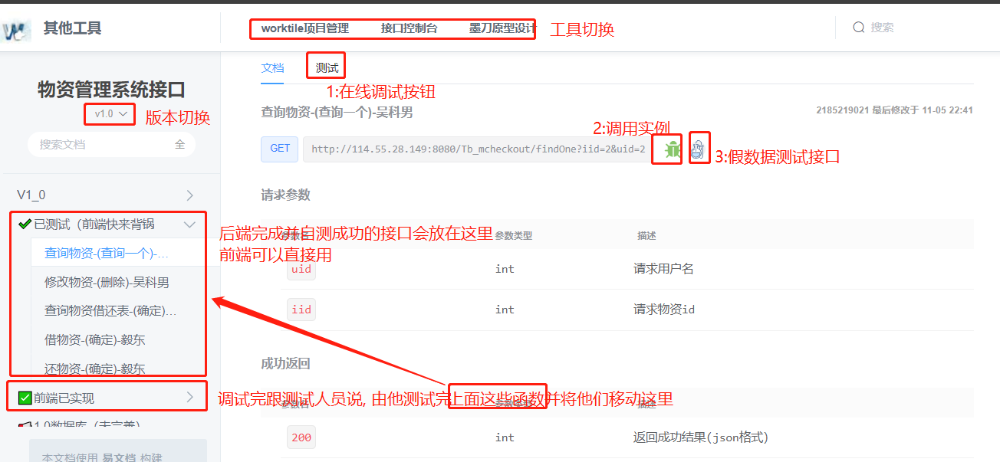 其他工具
worktile项目管理 接口控制台 墨刀原型设计 工具切换
搜索
物资管理系统接口
v1.0 版本切换
搜索文档 全
V1_0
已测试（前端快来背锅
查询物资-(查询一个)-...
修改物资-(删除)-吴科男
查询物资借还表-(确定)...
借物资-(确定)-毅东
还物资-(确定)-毅东
前端已实现
1.0数据库（未完善）
本文档使用 易文档 构建
文档 测试
1:在线调试按钮
查询物资-(查询一个)-吴科男
2185219021 最后修改于 11-05 22:41
2:调用实例
GET http://114.55.28.149:8080/Tb_mcheckout/findOne?iid=2&uid=2
3:假数据测试接口
请求参数
后端完成并自测成功的接口会放在这里
前端可以直接用
参数名 参数类型 描述
uid int 请求用户名
iid int 请求物资id
成功返回
调试完跟测试人员说, 由他测试完上面这些函数并将他们移动这里
参数名 参数类型 描述
200 int 返回成功结果(json格式)